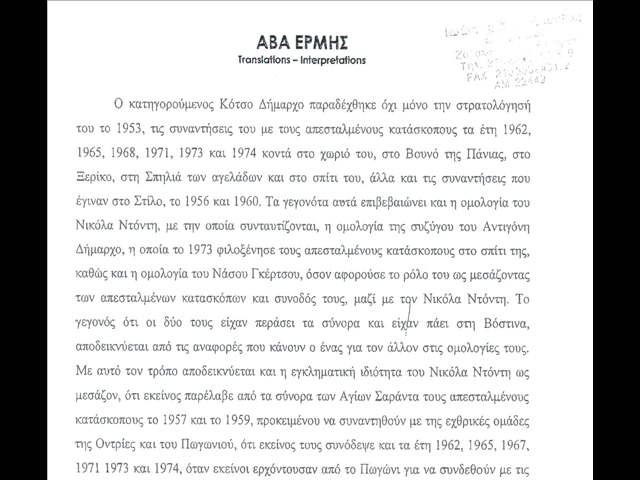 ΑΒΑ ΕΡΜΗΣ
Translations – Interpretations
ΑΜ 22449
Ο κατηγορούμενος Κότσο Δήμαρχο παραδέχθηκε όχι μόνο την στρατολόγησή
του το 1953, τις συναντήσεις του με τους απεσταλμένους κατάσκοπους τα έτη 1962,
1965, 1968, 1971, 1973 και 1974 κοντά στο χωριό του, στο Βουνό της Πάνιας, στο
Ξερίκο, στη Σπηλιά των αγελάδων και στο σπίτι του, άλλα και τις συναντήσεις που
έγιναν στο Στίλο, το 1956 και 1960. Τα γεγονότα αυτά επιβεβαιώνει και η ομολογία του
Νικόλα Ντόντη, με την οποία συνταυτίζονται, η ομολογία της συζύγου του Αντιγόνη
Δήμαρχο, η οποία το 1973 φιλοξένησε τους απεσταλμένους κατάσκοπους στο σπίτι της,
καθώς και η ομολογία του Νάσου Γκέρτσου, όσον αφορούσε το ρόλο του ως μεσάζοντας
των απεσταλμένων κατασκόπων και συνοδός τους, μαζί με τον Νικόλα Ντόντη. Το
γεγονός ότι οι δύο τους είχαν περάσει τα σύνορα και είχαν πάει στη Βόστινα,
αποδεικνύεται από τις αναφορές που κάνουν ο ένας για τον άλλον στις ομολογίες τους.
Με αυτό τον τρόπο αποδεικνύεται και η εγκληματική ιδιότητα του Νικόλα Ντόντη ως
μεσάζον, ότι εκείνος παρέλαβε από τα σύνορα των Αγίων Σαράντα τους απεσταλμένους
κατάσκοπους το 1957 και το 1959, προκειμένου να συναντηθούν με της εχθρικές ομάδες
της Οντρίες και του Πωγωνιού, ότι εκείνος τους συνόδεψε και τα έτη 1962, 1965, 1967,
1971 1973 και 1974, όταν εκείνοι ερχόντουσαν από το Πωγώνι για να συνδεθούν με τις